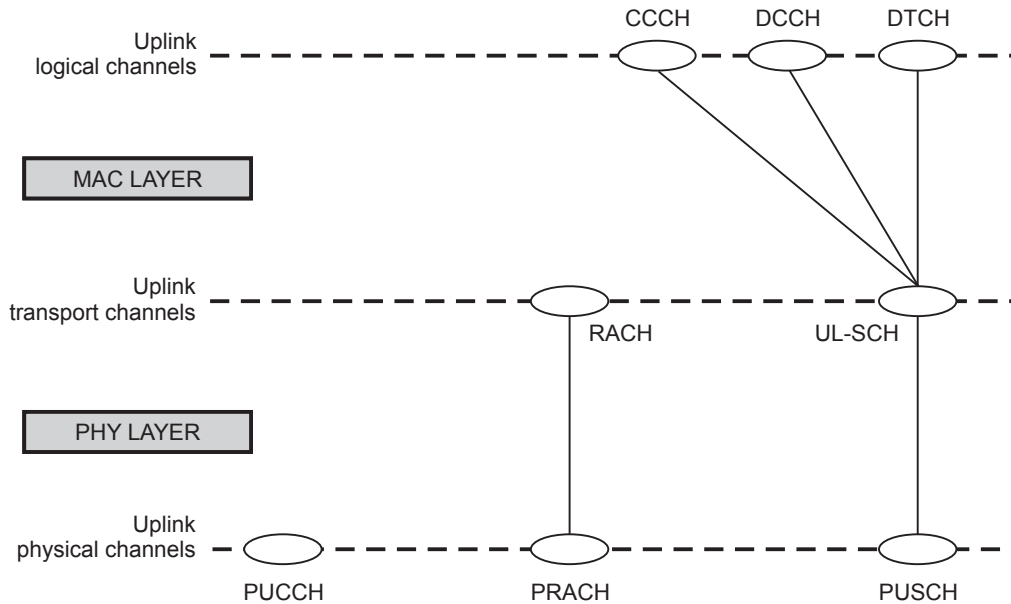 CCCH DCCH DTCH
Uplink
logical channels
MAC LAYER
Uplink
transport channels
RACH UL-SCH
PHY LAYER
Uplink
physical channels
PUCCH PRACH PUSCH